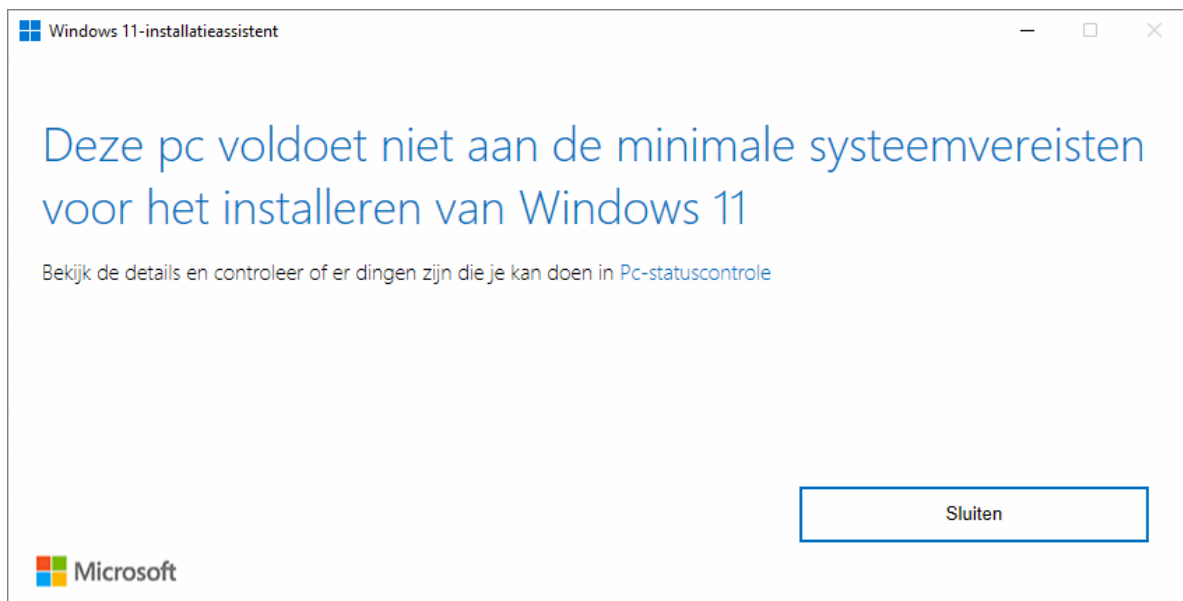 Windows 11-installatieassistent
Deze pc voldoet niet aan de minimale systeemvereisten
voor het installeren van Windows 11
Bekijk de details en controleer of er dingen zijn die je kan doen in Pc-statuscontrole
Sluiten
Microsoft